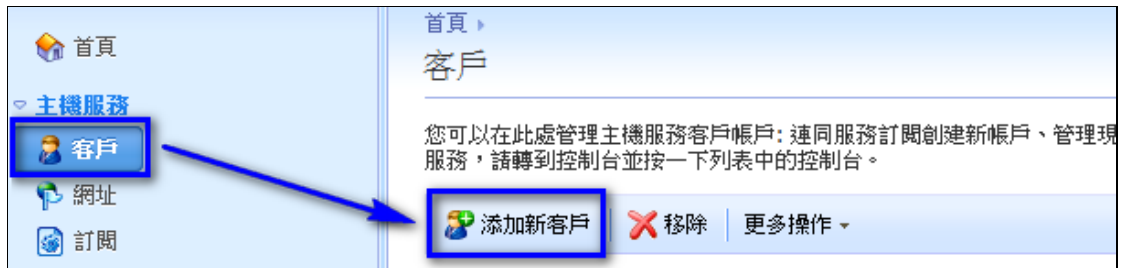 首頁
主機服務
客戶
網址
訂閱
首頁
客戶
您可以在此處管理主機服務客戶帳戶: 連同服務訂閱創建新帳戶、管理現
服務，請轉到控制台並按一下列表中的控制台。
添加新客戶 移除 更多操作